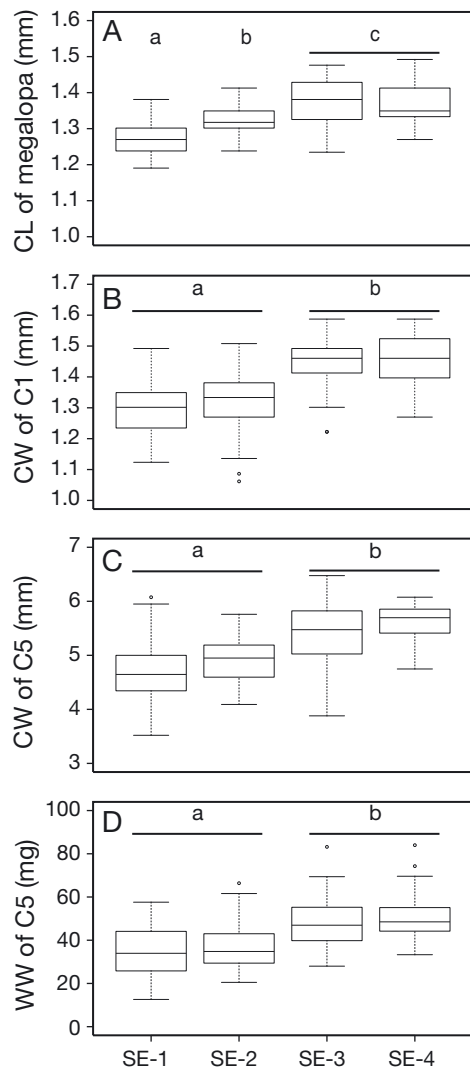 A
a
b
c
CL of megalopa (mm)
1.6
1.5
1.4
1.3
1.2
1.1
1.0
B
a
b
CW of C1 (mm)
1.7
1.6
1.5
1.4
1.3
1.2
1.1
1.0
C
a
b
CW of C5 (mm)
7
6
5
4
3
D
a
b
WW of C5 (mg)
100
80
60
40
20
0
SE-1
SE-2
SE-3
SE-4